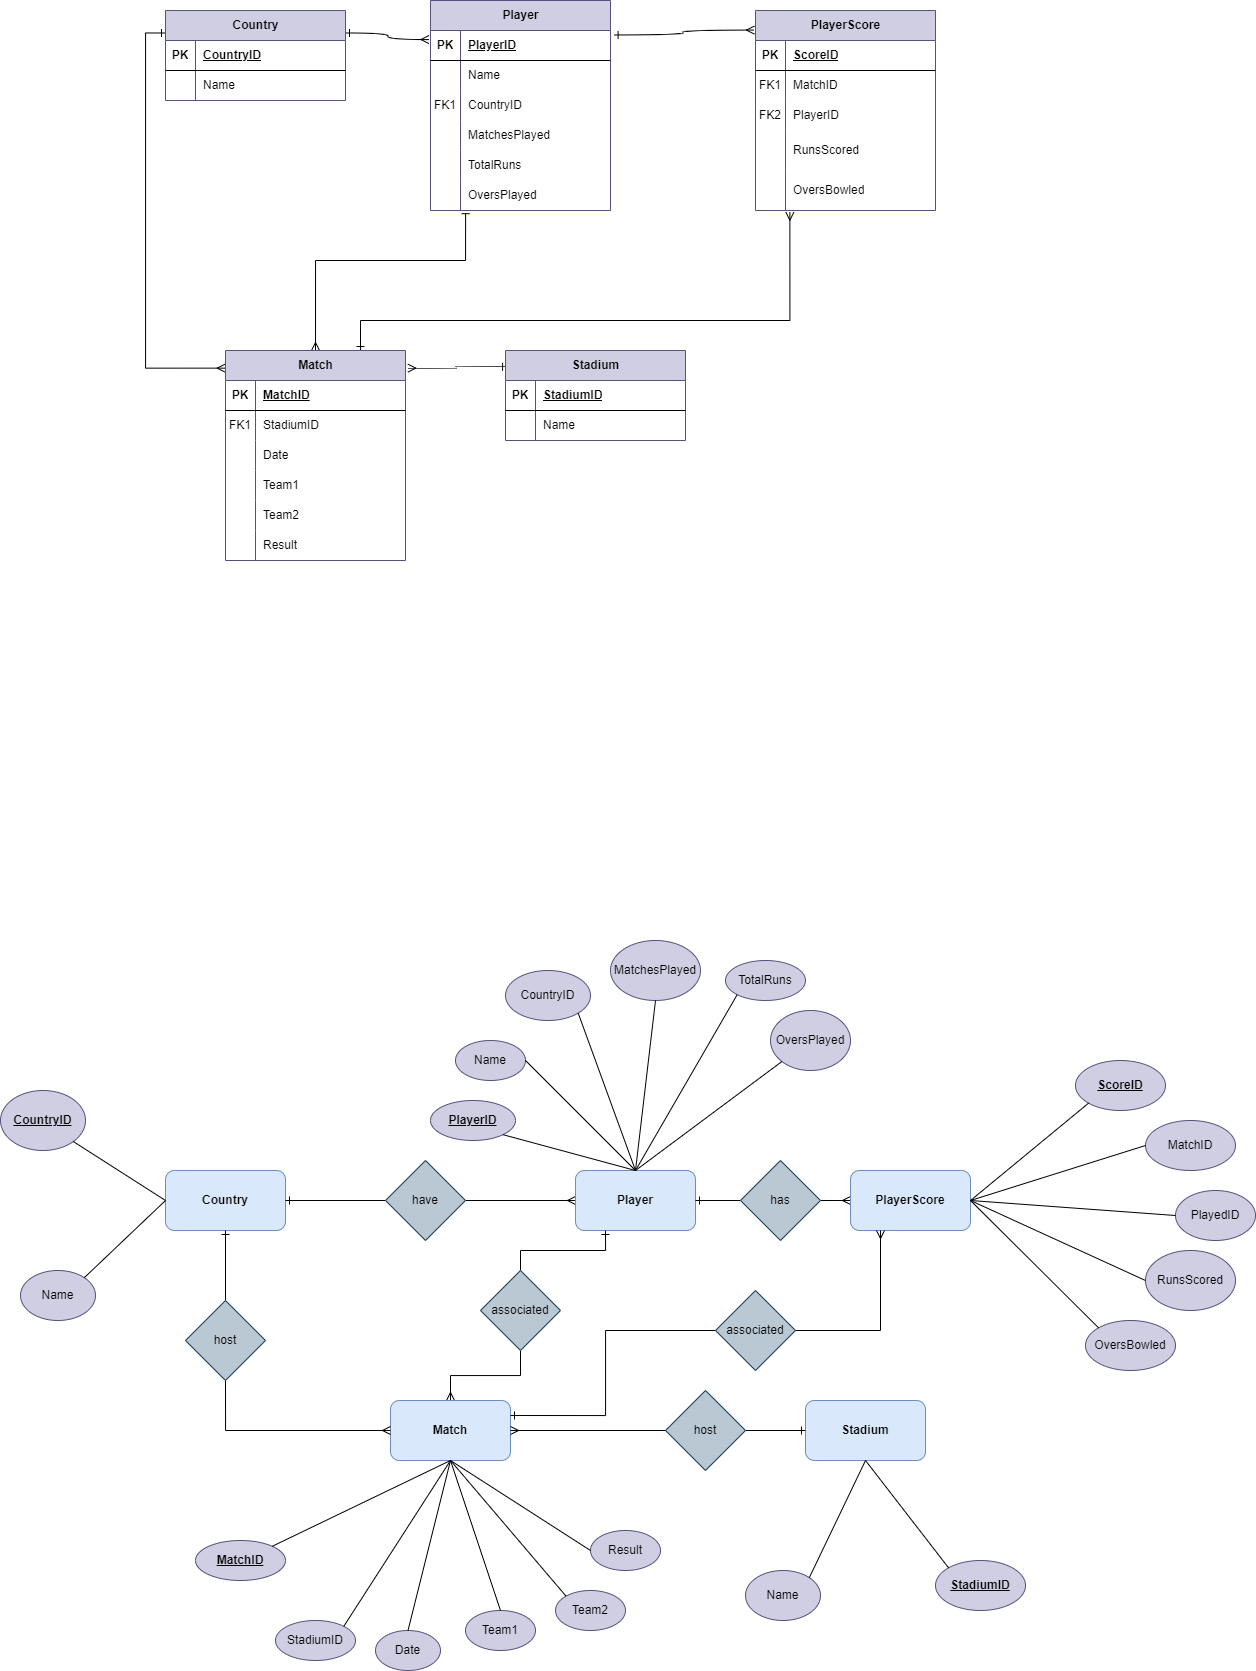 Country
PK CountryID
Name
Player
PK PlayerID
Name
FK1 CountryID
MatchesPlayed
TotalRuns
OversPlayed
PlayerScore
PK ScoreID
FK1 MatchID
FK2 PlayerID
RunsScored
OversBowled
Match
PK MatchID
FK1 StadiumID
Date
Team1
Team2
Result
Stadium
PK StadiumID
Name
MatchesPlayed
TotalRuns
CountryID
OversPlayed
Name
PlayerID
ScoreID
CountryID
MatchID
Country
have
Player
has
PlayerScore
PlayedID
Name
RunsScored
associated
associated
host
OversBowled
Match
host
Stadium
MatchID
Result
Name
StadiumID
Team2
Team1
StadiumID
Date